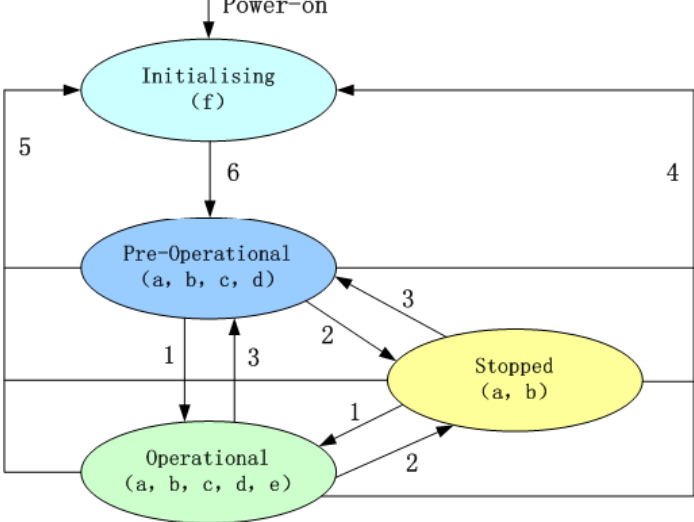 Power-on
Initialising
(f)
5
6
4
Pre-Operational
(a, b, c, d)
3
2
1
3
Stopped
(a, b)
1
Operational
(a, b, c, d, e)
2